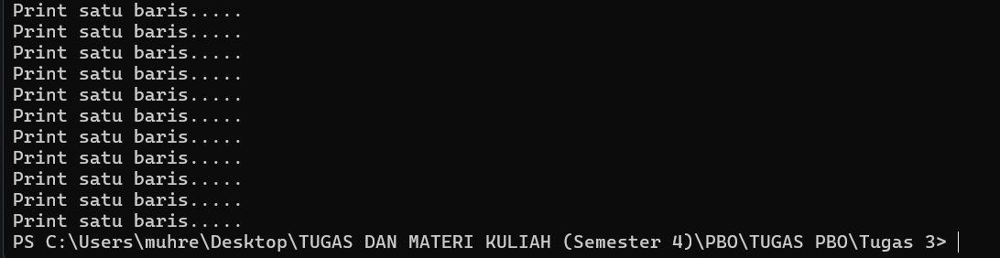 Print satu baris.....
Print satu baris.....
Print satu baris.....
Print satu baris.....
Print satu baris.....
Print satu baris.....
Print satu baris.....
Print satu baris.....
Print satu baris.....
Print satu baris.....
Print satu baris.....
PS C:\Users\muhre\Desktop\TUGAS DAN MATERI KULIAH (Semester 4)\PBO\TUGAS PBO\Tugas 3>